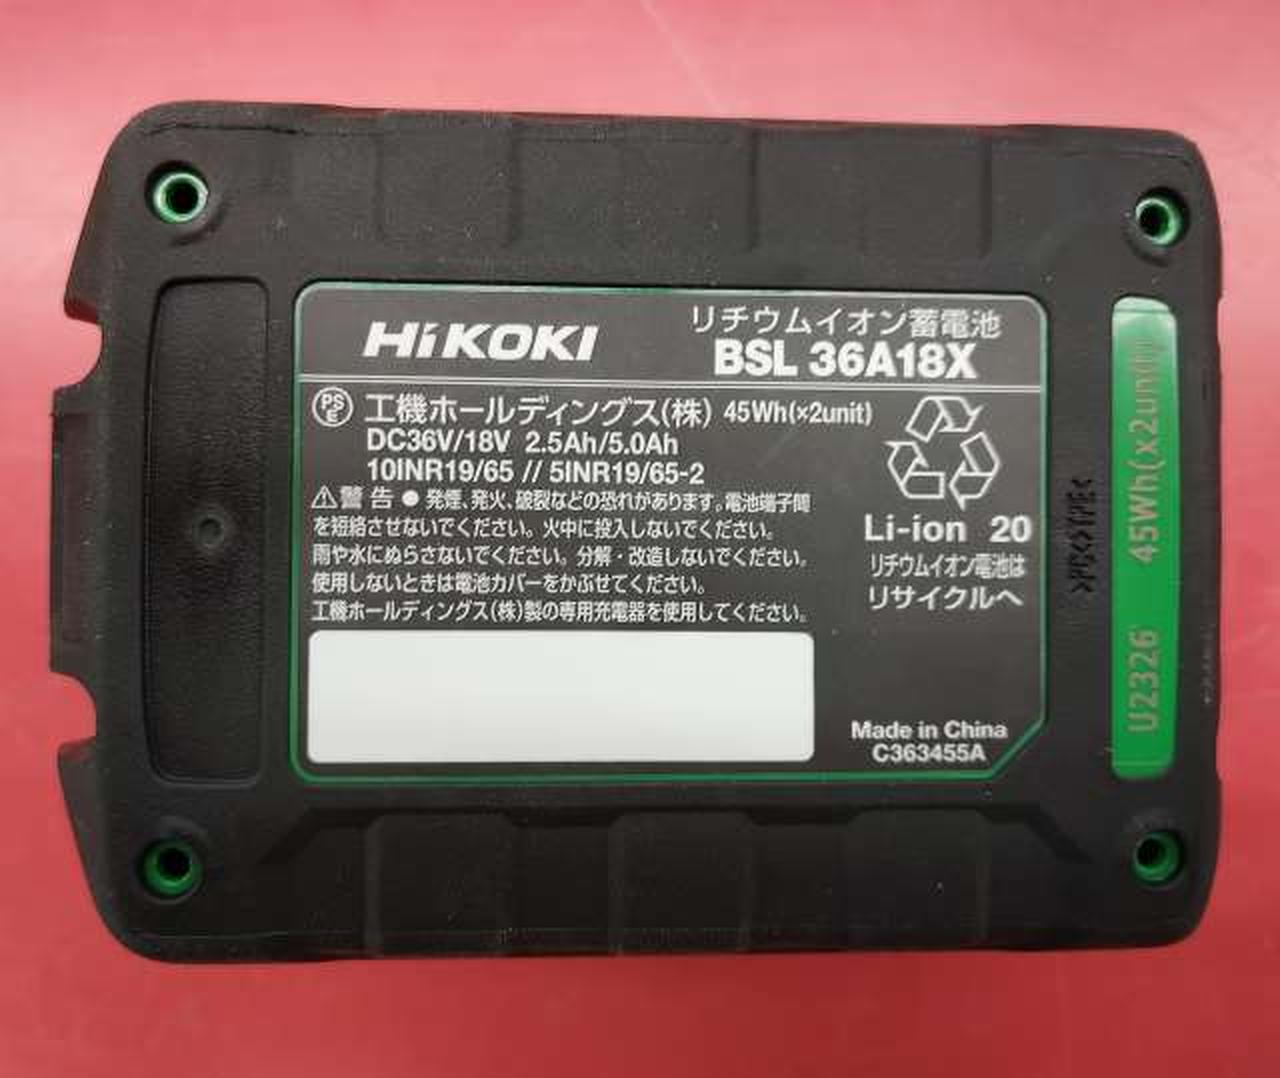 HiKOKI
リチウムイオン蓄電池
BSL 36A18X
PSE 工機ホールディングス(株) 45Wh(×2unit)
DC36V/18V 2.5Ah/5.0Ah
10INR19/65 // 5INR19/65-2
⚠警告 ● 発煙、発火、破裂などの恐れがあります。電池端子間
を短絡させないでください。火中に投入しないでください。
雨や水にぬらさないでください。分解・改造しないでください。
使用しないときは電池カバーをかぶせてください。
工機ホールディングス(株)製の専用充電器を使用してください。
Li-ion 20
リチウムイオン電池は
リサイクルへ
Made in China
C363455A
U2326 45Wh(x2unit)